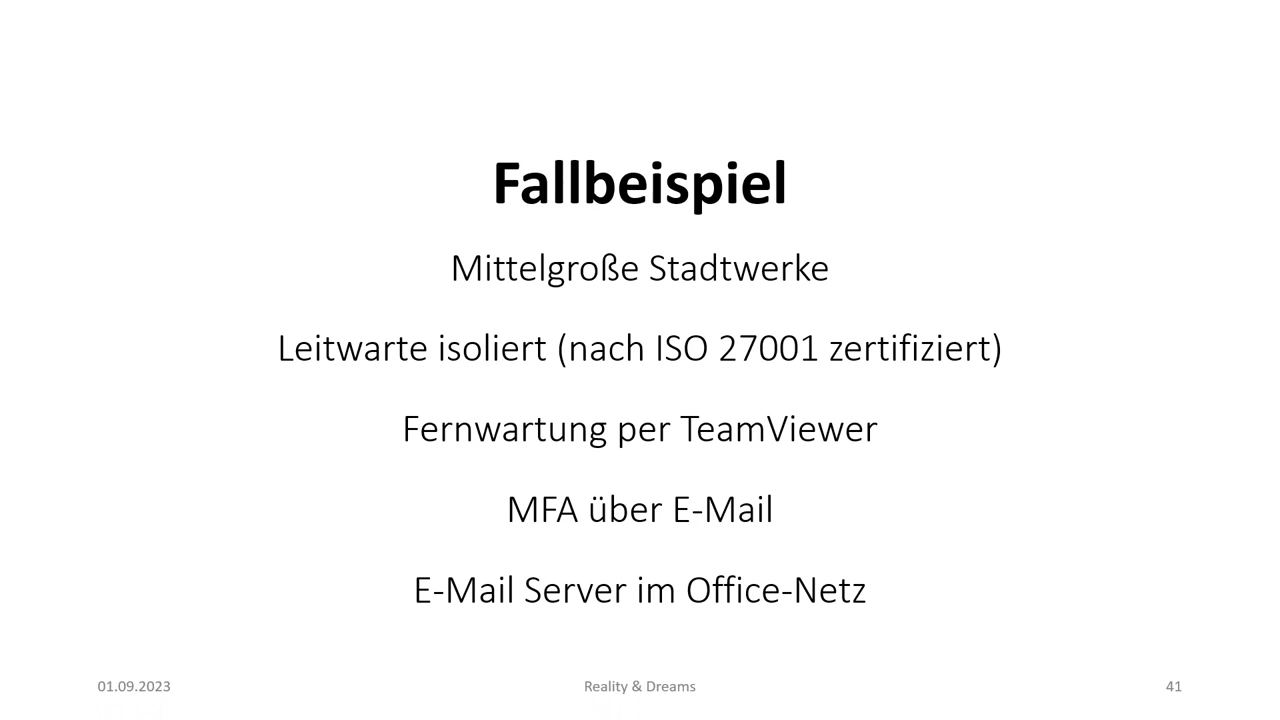 Fallbeispiel
Mittelgroße Stadtwerke
Leitwarte isoliert (nach ISO 27001 zertifiziert)
Fernwartung per TeamViewer
MFA über E-Mail
E-Mail Server im Office-Netz
01.09.2023
Reality & Dreams
41